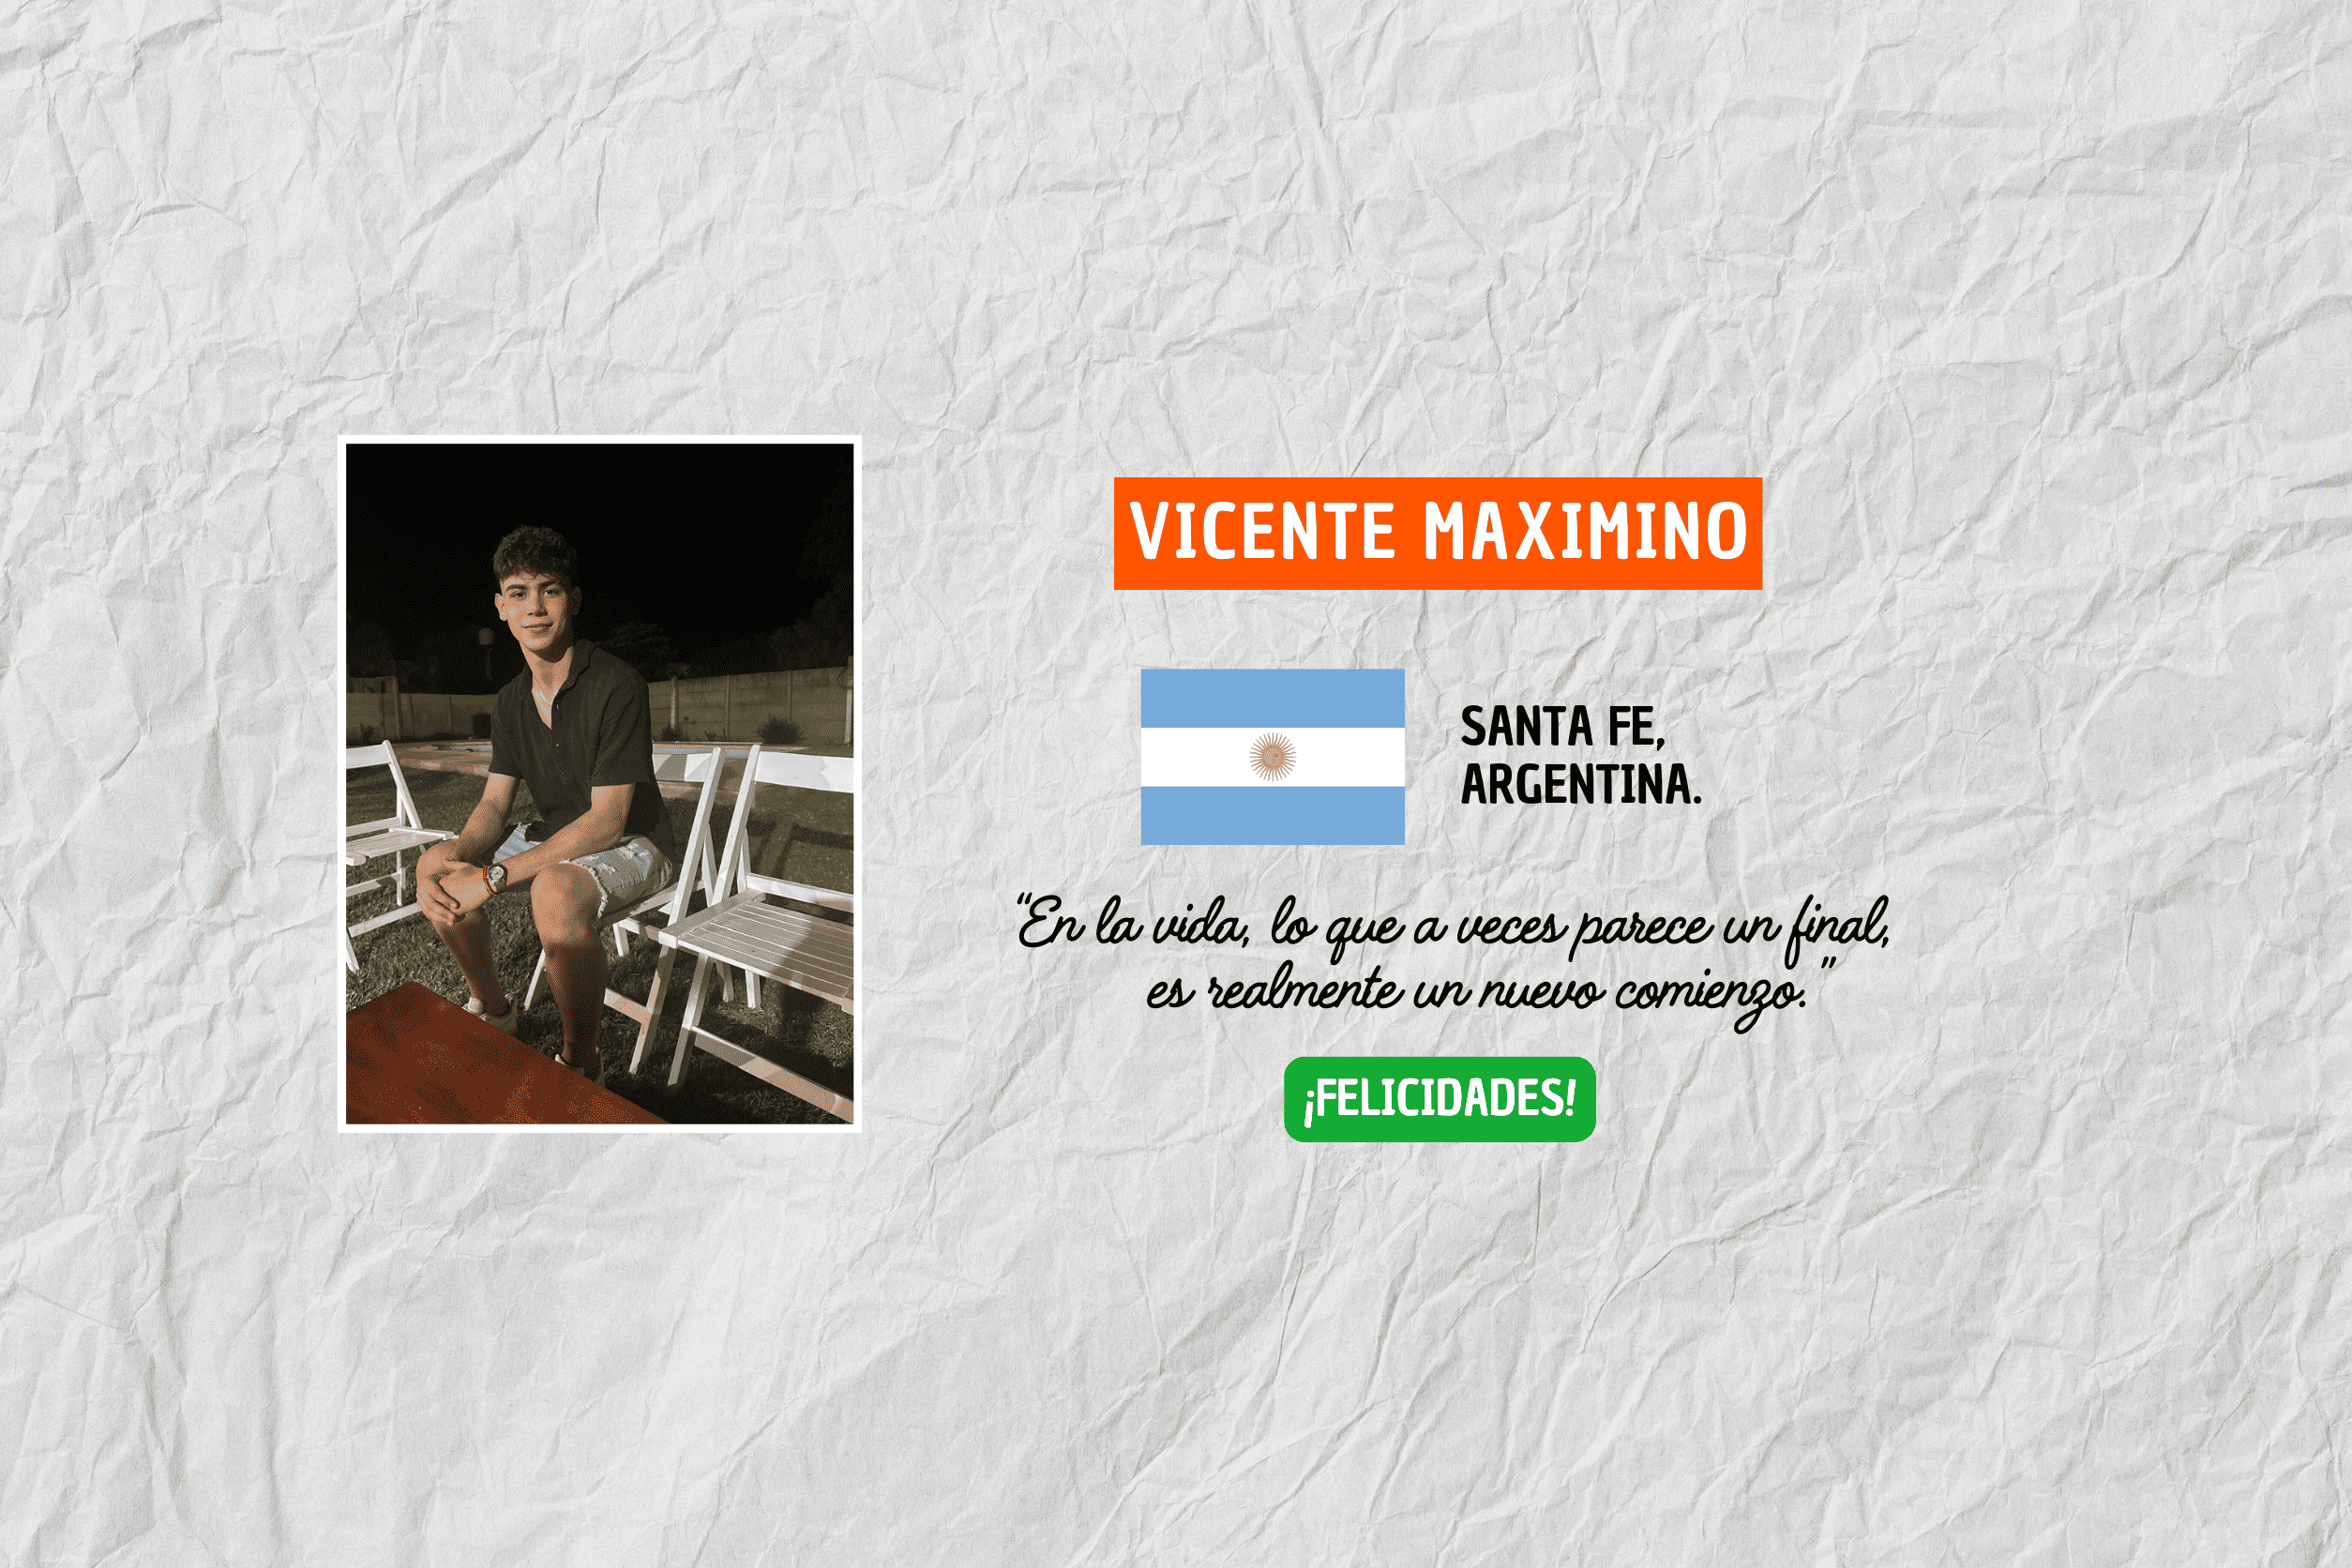 VICENTE MAXIMINO
SANTA FE,
ARGENTINA.
“En la vida, lo que a veces parece un final,
es realmente un nuevo comienzo.”
¡FELICIDADES!